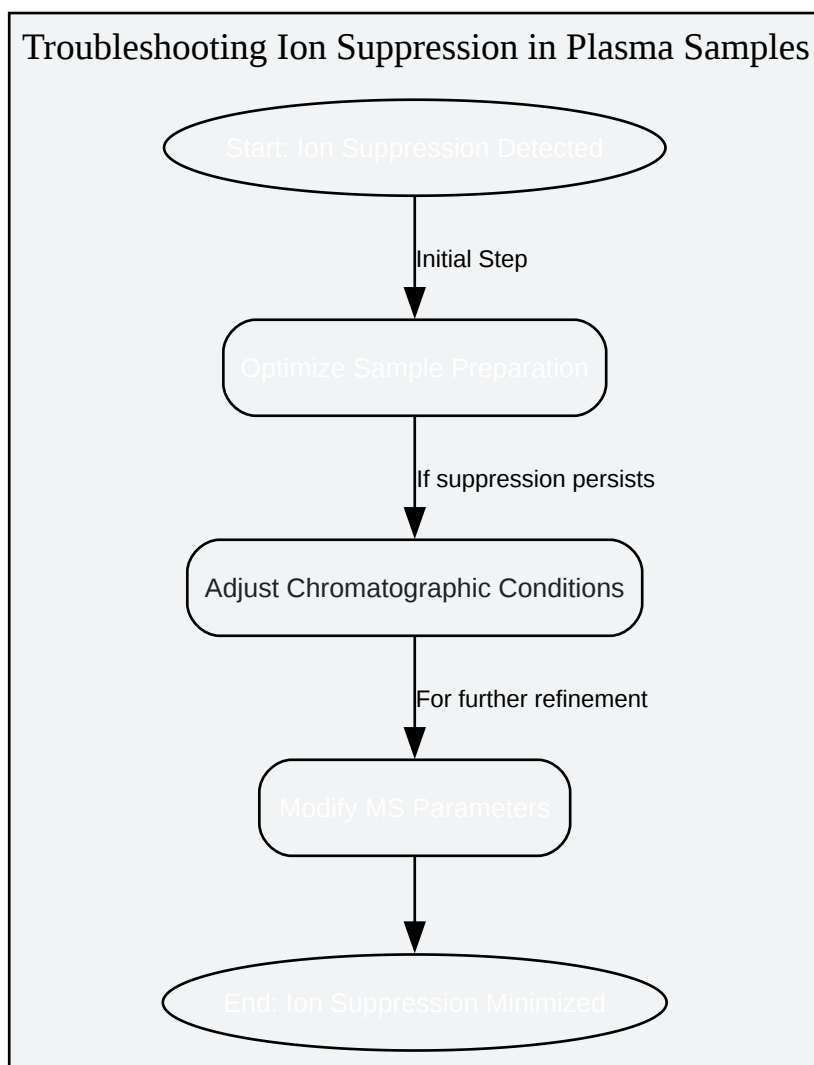 Troubleshooting Ion Suppression in Plasma Samples
Start: Ion Suppression Detected
Initial Step
Optimize Sample Preparation
If suppression persists
Adjust Chromatographic Conditions
For further refinement
Modify MS Parameters
End: Ion Suppression Minimized